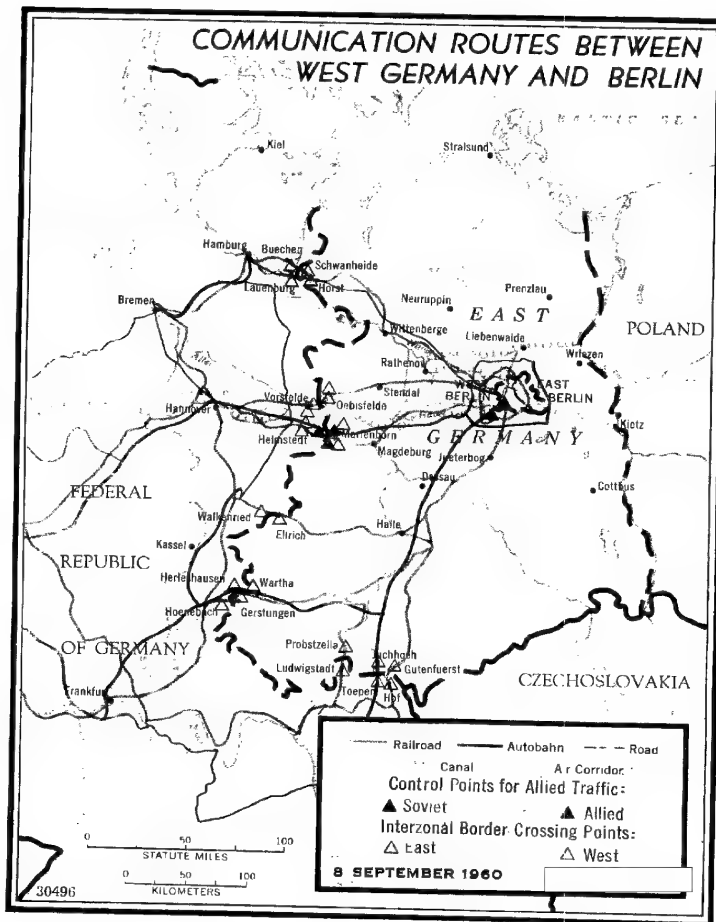 COMMUNICATION ROUTES BETWEEN
WEST GERMANY AND BERLIN
BALTIC SEA
Kiel
Stralsund
Hamburg
Buechen
Schwanheide
Lauenburg
Horst
Bremen
Neuruppin
Prenzlau
EAST
POLAND
Wittenberge
Liebenwalde
Wriezen
Rathenow
WEST
BERLIN
EAST
BERLIN
Stendal
Vorsfelde
Oebisfelde
Hannover
Kietz
Helmstedt
Marienborn
GERMANY
Magdeburg
Jueterbog
FEDERAL
Dessau
Cottbus
Walkenried
Ellrich
Halle
Kassel
REPUBLIC
Herleshausen
Wartha
Hoenebach
Gerstungen
OF GERMANY
Probstzella
Juchhoeh
Ludwigstadt
Gutenfuerst
CZECHOSLOVAKIA
Toepen
Hof
Frankfurt
Railroad
Autobahn
Road
Canal
Air Corridor
Control Points for Allied Traffic:
Soviet
Allied
Interzonal Border Crossing Points:
East
West
8 SEPTEMBER 1960
0 50 100
STATUTE MILES
0 50 100
KILOMETERS
30496